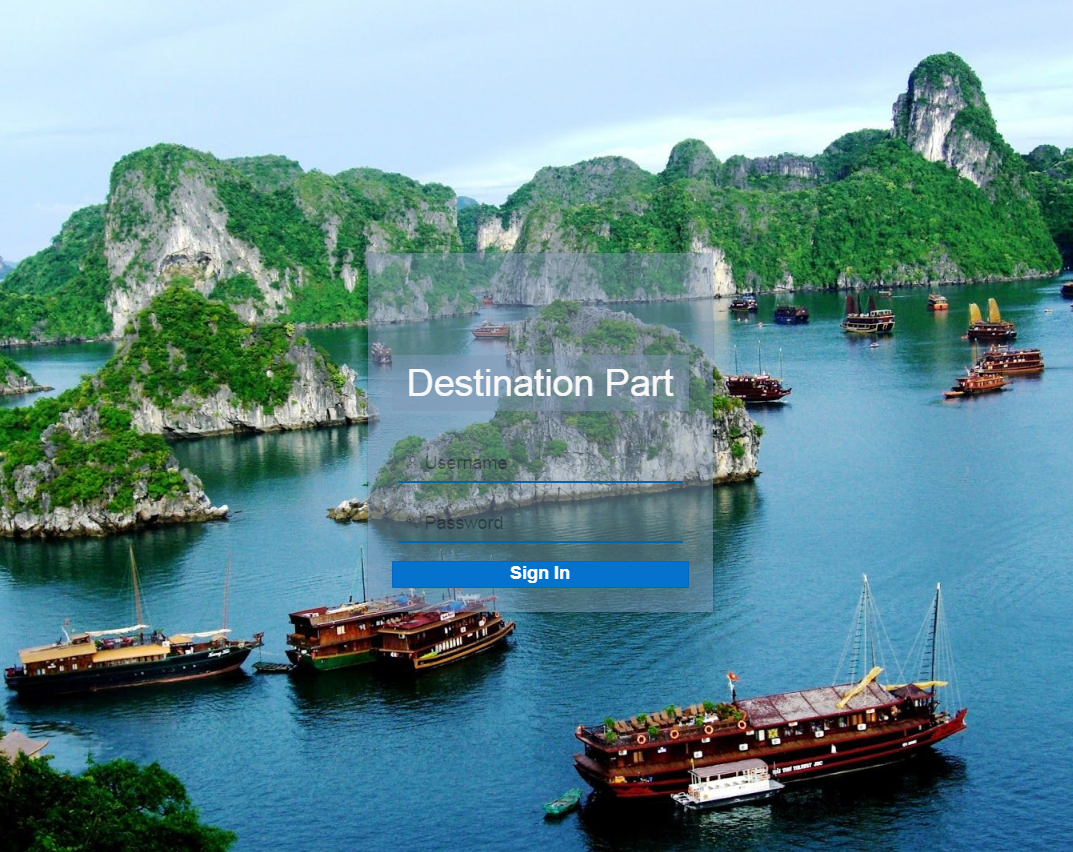 Destination Part
Username
Password
Sign In